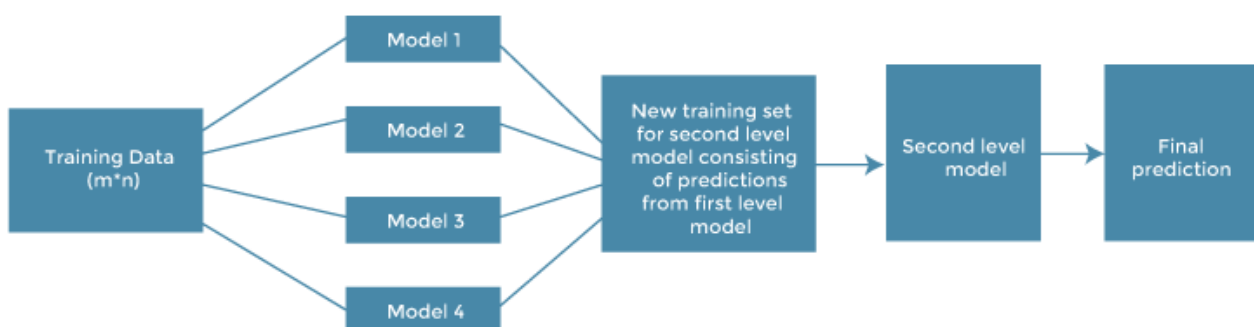 Training Data
(m*n)
Model 1
Model 2
Model 3
Model 4
New training set
for second level
model consisting
of predictions
from first level
model
Second level
model
Final
prediction